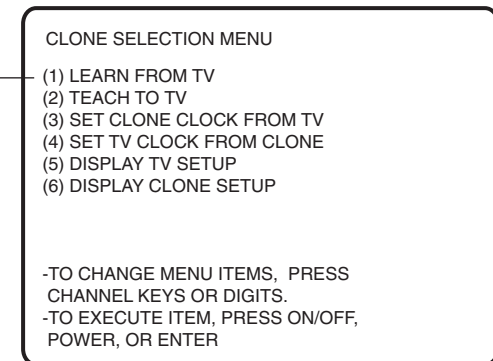 CLONE SELECTION MENU
(1) LEARN FROM TV
(2) TEACH TO TV
(3) SET CLONE CLOCK FROM TV
(4) SET TV CLOCK FROM CLONE
(5) DISPLAY TV SETUP
(6) DISPLAY CLONE SETUP
-TO CHANGE MENU ITEMS, PRESS
CHANNEL KEYS OR DIGITS.
-TO EXECUTE ITEM, PRESS ON/OFF,
POWER, OR ENTER